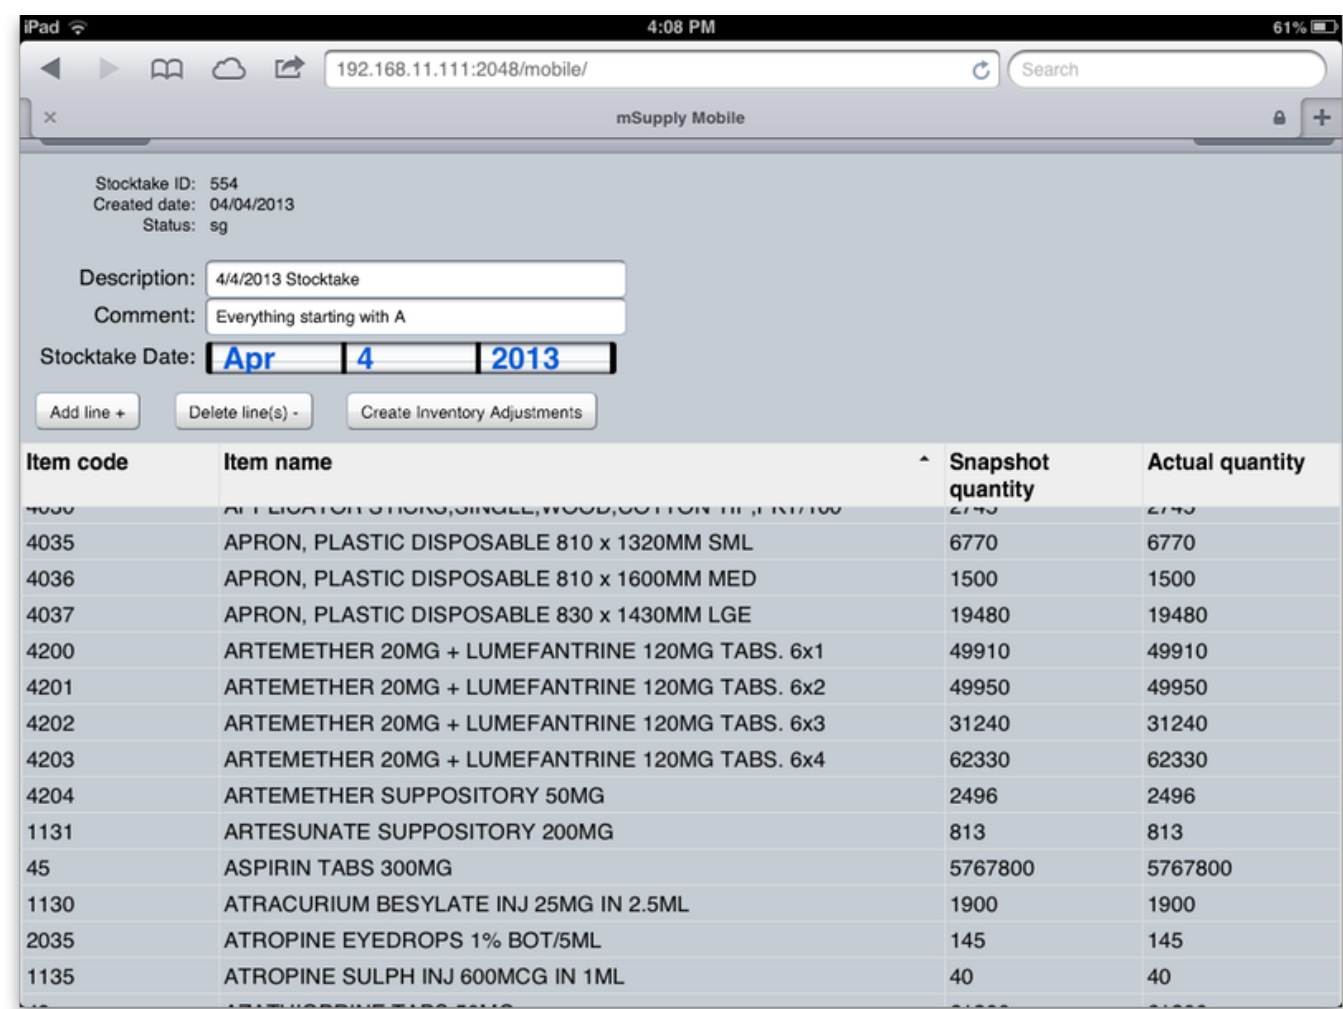 iPad 4:08 PM 61%
192.168.11.111:2048/mobile/ Search
mSupply Mobile
Stocktake ID: 554
Created date: 04/04/2013
Status: sg
Description: 4/4/2013 Stocktake
Comment: Everything starting with A
Stocktake Date: Apr 4 2013
Add line + Delete line(s) - Create Inventory Adjustments
Item code Item name Snapshot quantity Actual quantity
4035 APRON, PLASTIC DISPOSABLE 810 x 1320MM SML 6770 6770
4036 APRON, PLASTIC DISPOSABLE 810 x 1600MM MED 1500 1500
4037 APRON, PLASTIC DISPOSABLE 830 x 1430MM LGE 19480 19480
4200 ARTEMETHER 20MG + LUMEFANTRINE 120MG TABS. 6x1 49910 49910
4201 ARTEMETHER 20MG + LUMEFANTRINE 120MG TABS. 6x2 49950 49950
4202 ARTEMETHER 20MG + LUMEFANTRINE 120MG TABS. 6x3 31240 31240
4203 ARTEMETHER 20MG + LUMEFANTRINE 120MG TABS. 6x4 62330 62330
4204 ARTEMETHER SUPPOSITORY 50MG 2496 2496
1131 ARTESUNATE SUPPOSITORY 200MG 813 813
45 ASPIRIN TABS 300MG 5767800 5767800
1130 ATRACURIUM BESYLATE INJ 25MG IN 2.5ML 1900 1900
2035 ATROPINE EYEDROPS 1% BOT/5ML 145 145
1135 ATROPINE SULPH INJ 600MCG IN 1ML 40 40